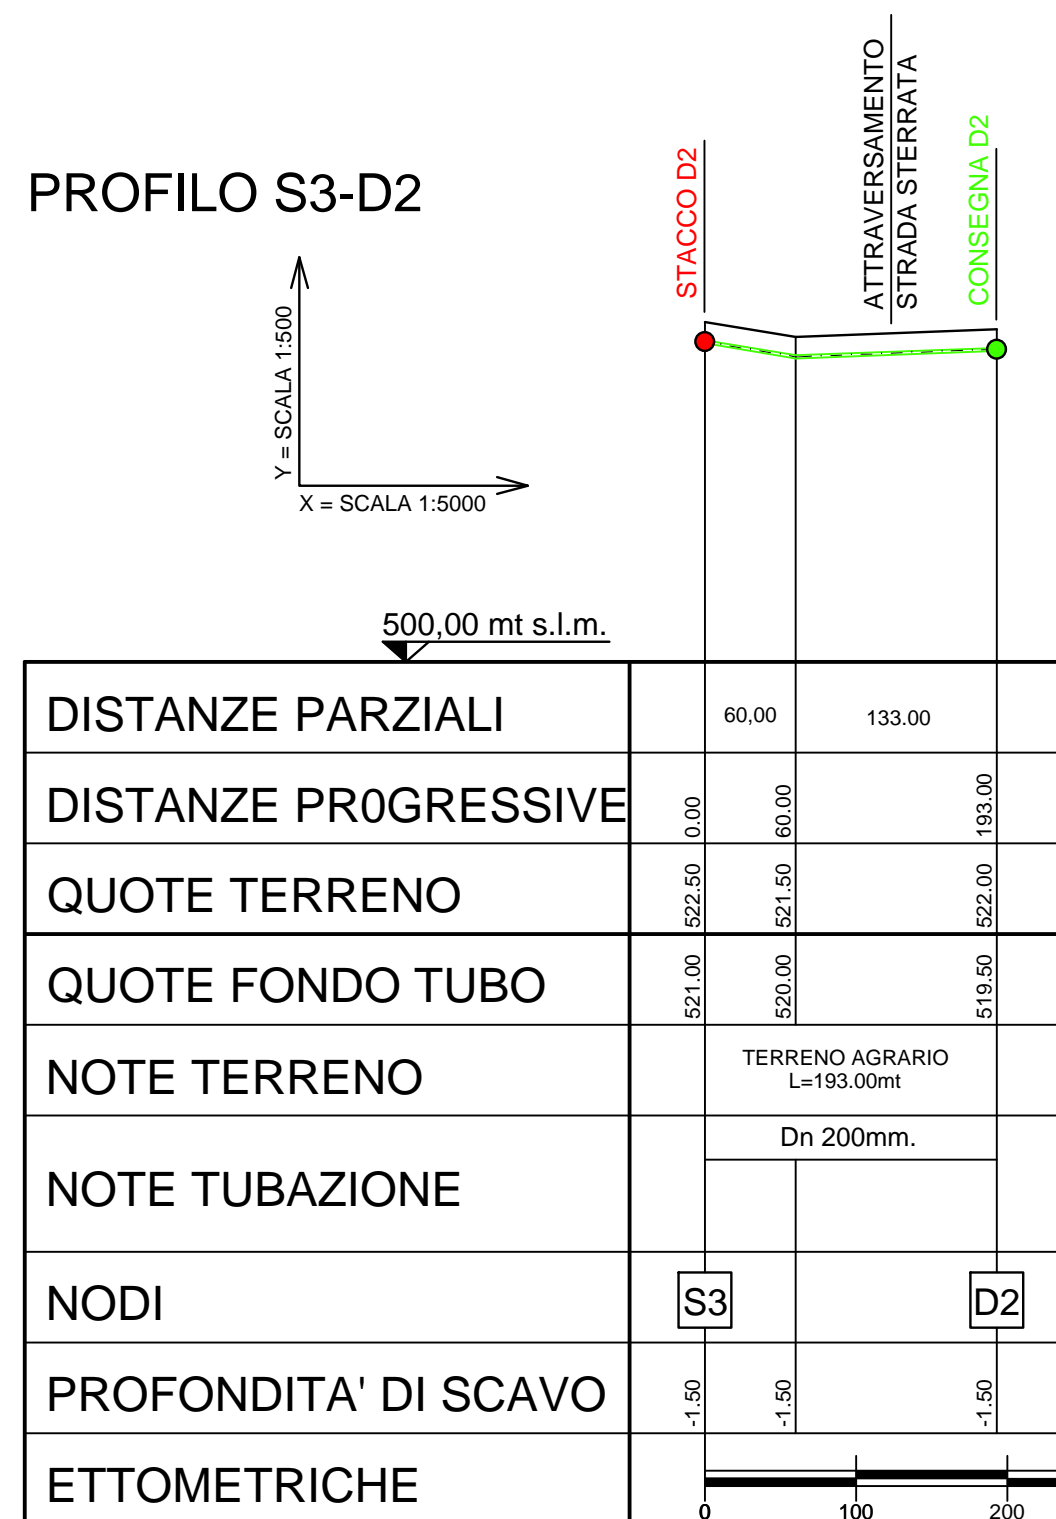 PROFILO S3-D2
STACCO D2
ATTRAVERSAMENTO
STRADA STERRATA
CONSEGNA D2
Y = SCALA 1:500
X = SCALA 1:5000
500,00 mt s.l.m.
DISTANZE PARZIALI 60,00 133.00
DISTANZE PR0GRESSIVE 0.00 60.00 193.00
QUOTE TERRENO 522.50 521.50 522.00
QUOTE FONDO TUBO 521.00 520.00 519.50
NOTE TERRENO
TERRENO AGRARIO
L=193.00mt
Dn 200mm.
NOTE TUBAZIONE
NODI S3 D2
PROFONDITA' DI SCAVO -1.50 -1.50 -1.50
ETTOMETRICHE
0 100 200